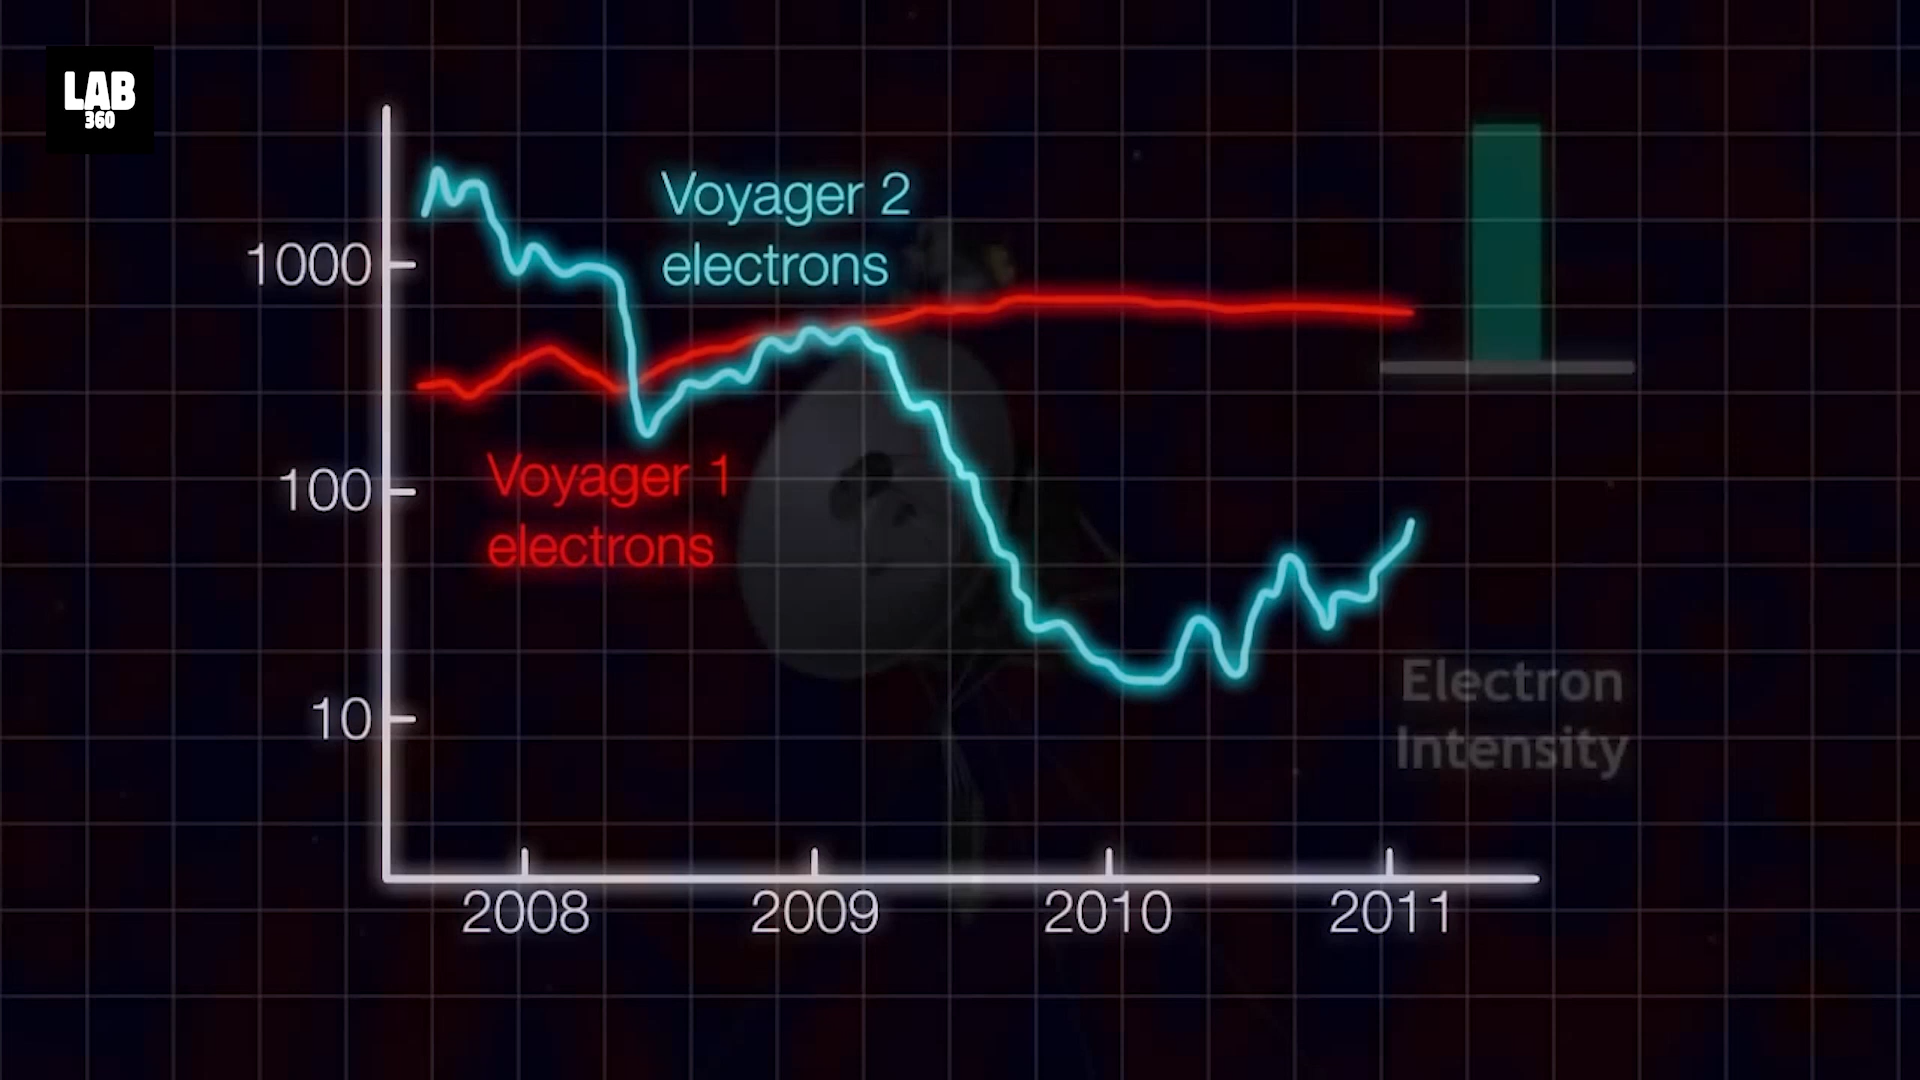 LAB
360
Voyager 2
electrons
1000
Voyager 1
electrons
100
10
Electron
Intensity
2008
2009
2010
2011